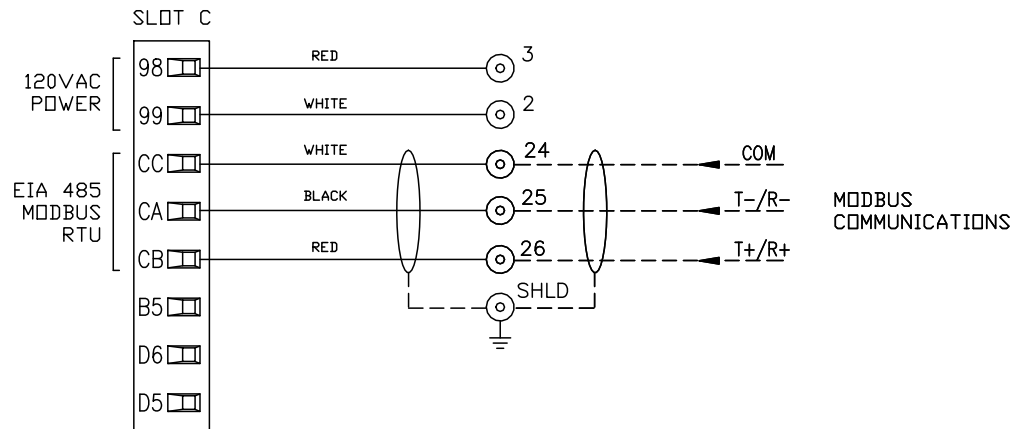 SLOT C
98 RED 3
120VAC
POWER
99 WHITE 2
CC WHITE 24 COM
EIA 485
MODBUS
RTU
CA BLACK 25 T-/R-
MODBUS
COMMUNICATIONS
CB RED 26 T+/R+
B5 SHLD
D6
D5